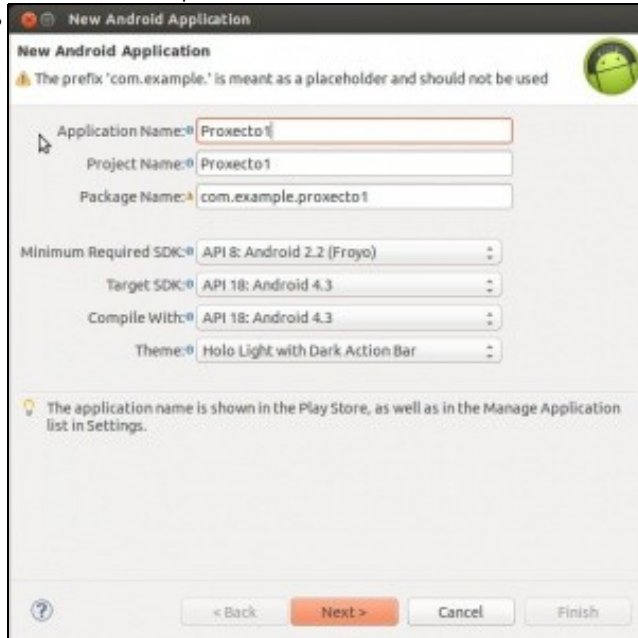 New Android Application
New Android Application
The prefix 'com.example.' is meant as a placeholder and should not be used
Application Name: Proxecto1
Project Name: Proxecto1
Package Name: com.example.proxecto1
Minimum Required SDK: API 8: Android 2.2 (Froyo)
Target SDK: API 18: Android 4.3
Compile With: API 18: Android 4.3
Theme: Holo Light with Dark Action Bar
The application name is shown in the Play Store, as well as in the Manage Application
list in Settings.
? < Back Next > Cancel Finish